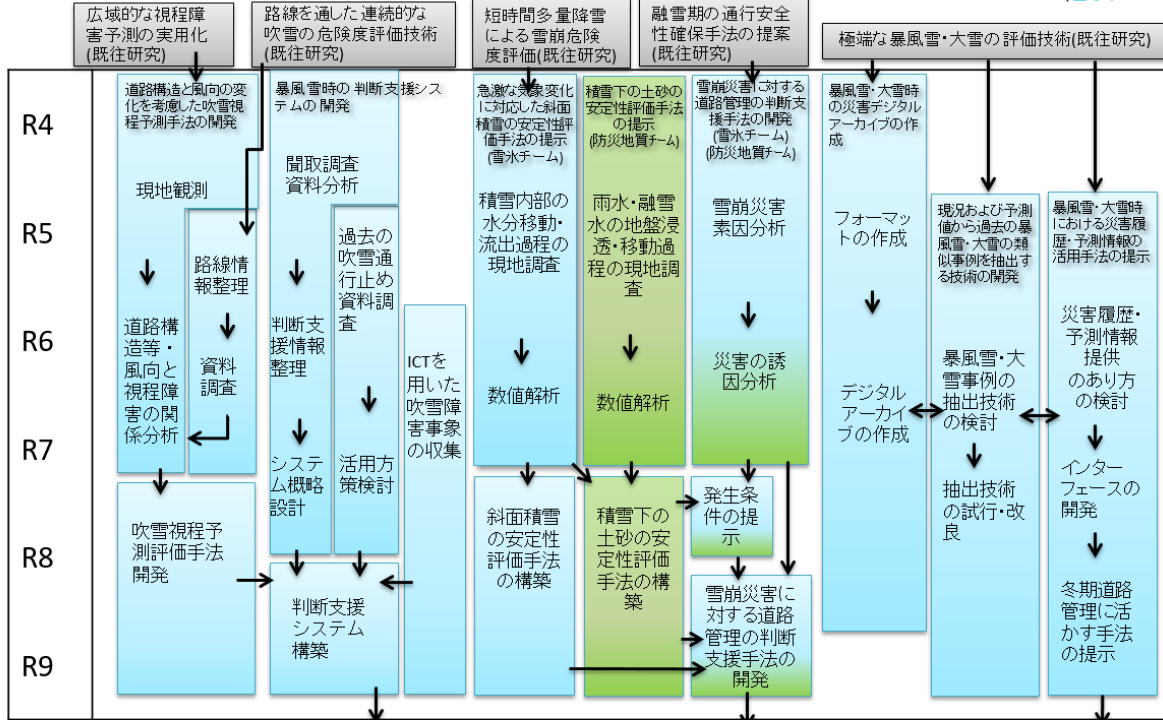 広域的な視程障
害予測の実用化
(既往研究)
路線を通した連続的な
吹雪の危険度評価技術
(既往研究)
短時間多量降雪
による雪崩危険
度評価(既往研究)
融雪期の通行安全
性確保手法の提案
(既往研究)
極端な暴風雪・大雪の評価技術(既往研究)
R4
R5
R6
R7
R8
R9
道路構造と風向の変
化を考慮した吹雪視
程予測手法の開発
現地観測
道路構
造等・
風向と
視程障
害の関
係分析
路線情
報整理
資料
調査
吹雪視程予
測評価手法
開発
暴風雪時の判断支援シス
テムの開発
聞取調査
資料分析
判断支
援情報
整理
システ
ム概略
設計
過去の
吹雪通
行止め
資料調
査
活用方
策検討
ICTを
用いた
吹雪障
害事象
の収集
判断支援
システム
構築
急激な気象変化
に対応した斜面
積雪の安定性評
価手法の提示
(雪氷チーム)
積雪内部の
水分移動・
流出過程の
現地調査
数値解析
斜面積雪
の安定性
評価手法
の構築
積雪下の土砂の
安定性評価手法
の提示
(防災地質チーム)
雨水・融雪
水の地盤浸
透・移動過
程の現地調
査
数値解析
積雪下の
土砂の安
定性評価
手法の構
築
雪崩災害に対する
道路管理の判断支
援手法の開発
(雪氷チーム)
(防災地質チーム)
雪崩災害
素因分析
災害の誘
因分析
発生条
件の提
示
雪崩災害に
対する道路
管理の判断
支援手法の
開発
暴風雪・大雪
時の災害デジタル
アーカイブの作
成
フォーマッ
トの作成
デジタル
アーカイ
ブの作成
現況および予測
値から過去の暴
風雪・大雪の類
似事例を抽出す
る技術の開発
暴風雪・大
雪事例の
抽出技術
の検討
抽出技術
の試行・改
良
暴風雪・大雪時
における災害履
歴・予測情報の
活用手法の提示
災害履歴・
予測情報
提供
のあり方
の検討
インター
フェースの
開発
冬期道路
管理に活
かす手法
の提示